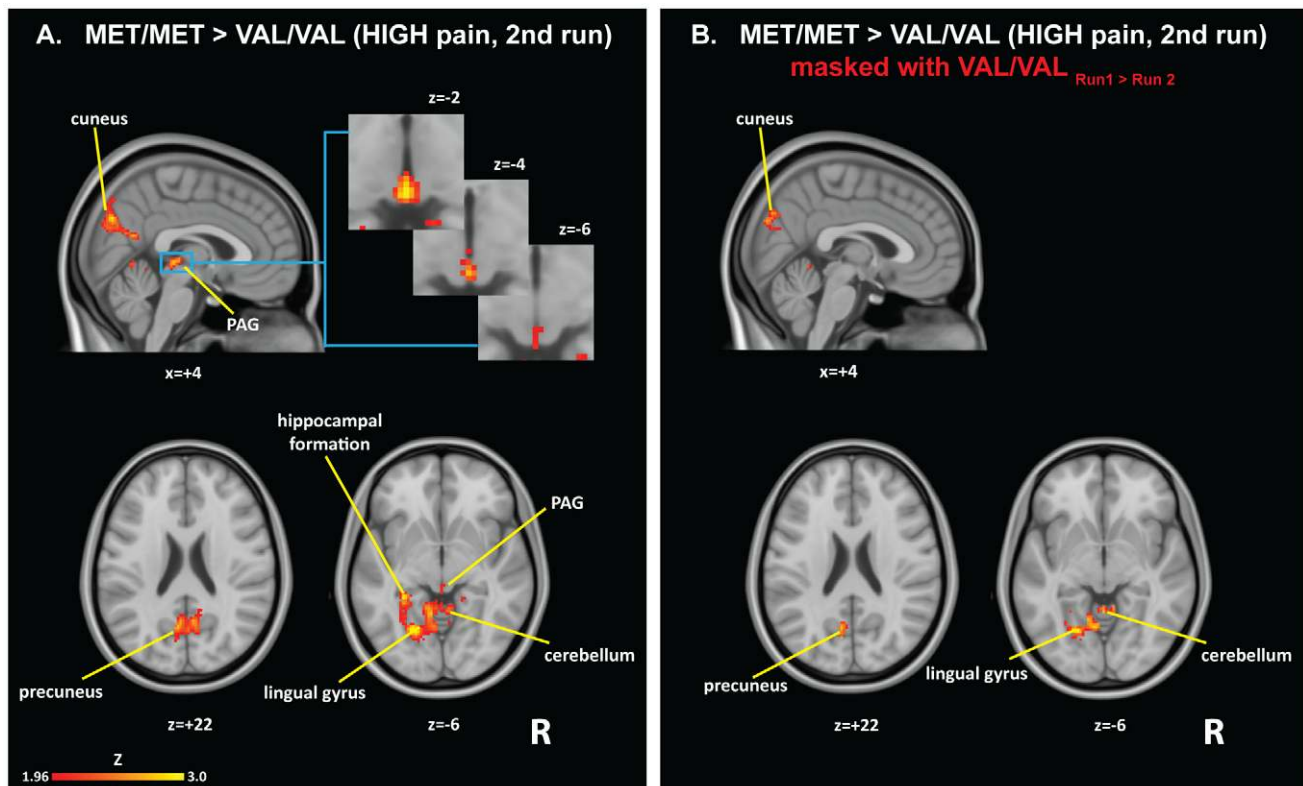 A. MET/MET > VAL/VAL (HIGH pain, 2nd run)
z=-2
cuneus
z=-4
z=-6
PAG
x=+4
hippocampal
formation
PAG
precuneus
lingual gyrus
cerebellum
z=+22
z=-6
R
Z
1.96
3.0
B. MET/MET > VAL/VAL (HIGH pain, 2nd run)
masked with VAL/VAL Run1 > Run 2
cuneus
x=+4
precuneus
lingual gyrus
cerebellum
z=+22
z=-6
R